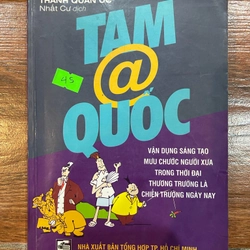 THÀNH QUÂN ỨC
Nhất Cư dịch
45
TAM
@
QUỐC
VẬN DỤNG SÁNG TẠO
MƯU CHƯỚC NGƯỜI XƯA
TRONG THỜI ĐẠI
THƯƠNG TRƯỜNG LÀ
CHIẾN TRƯỜNG NGÀY NAY
NHÀ XUẤT BẢN TỔNG HỢP TP. HỒ CHÍ MINH